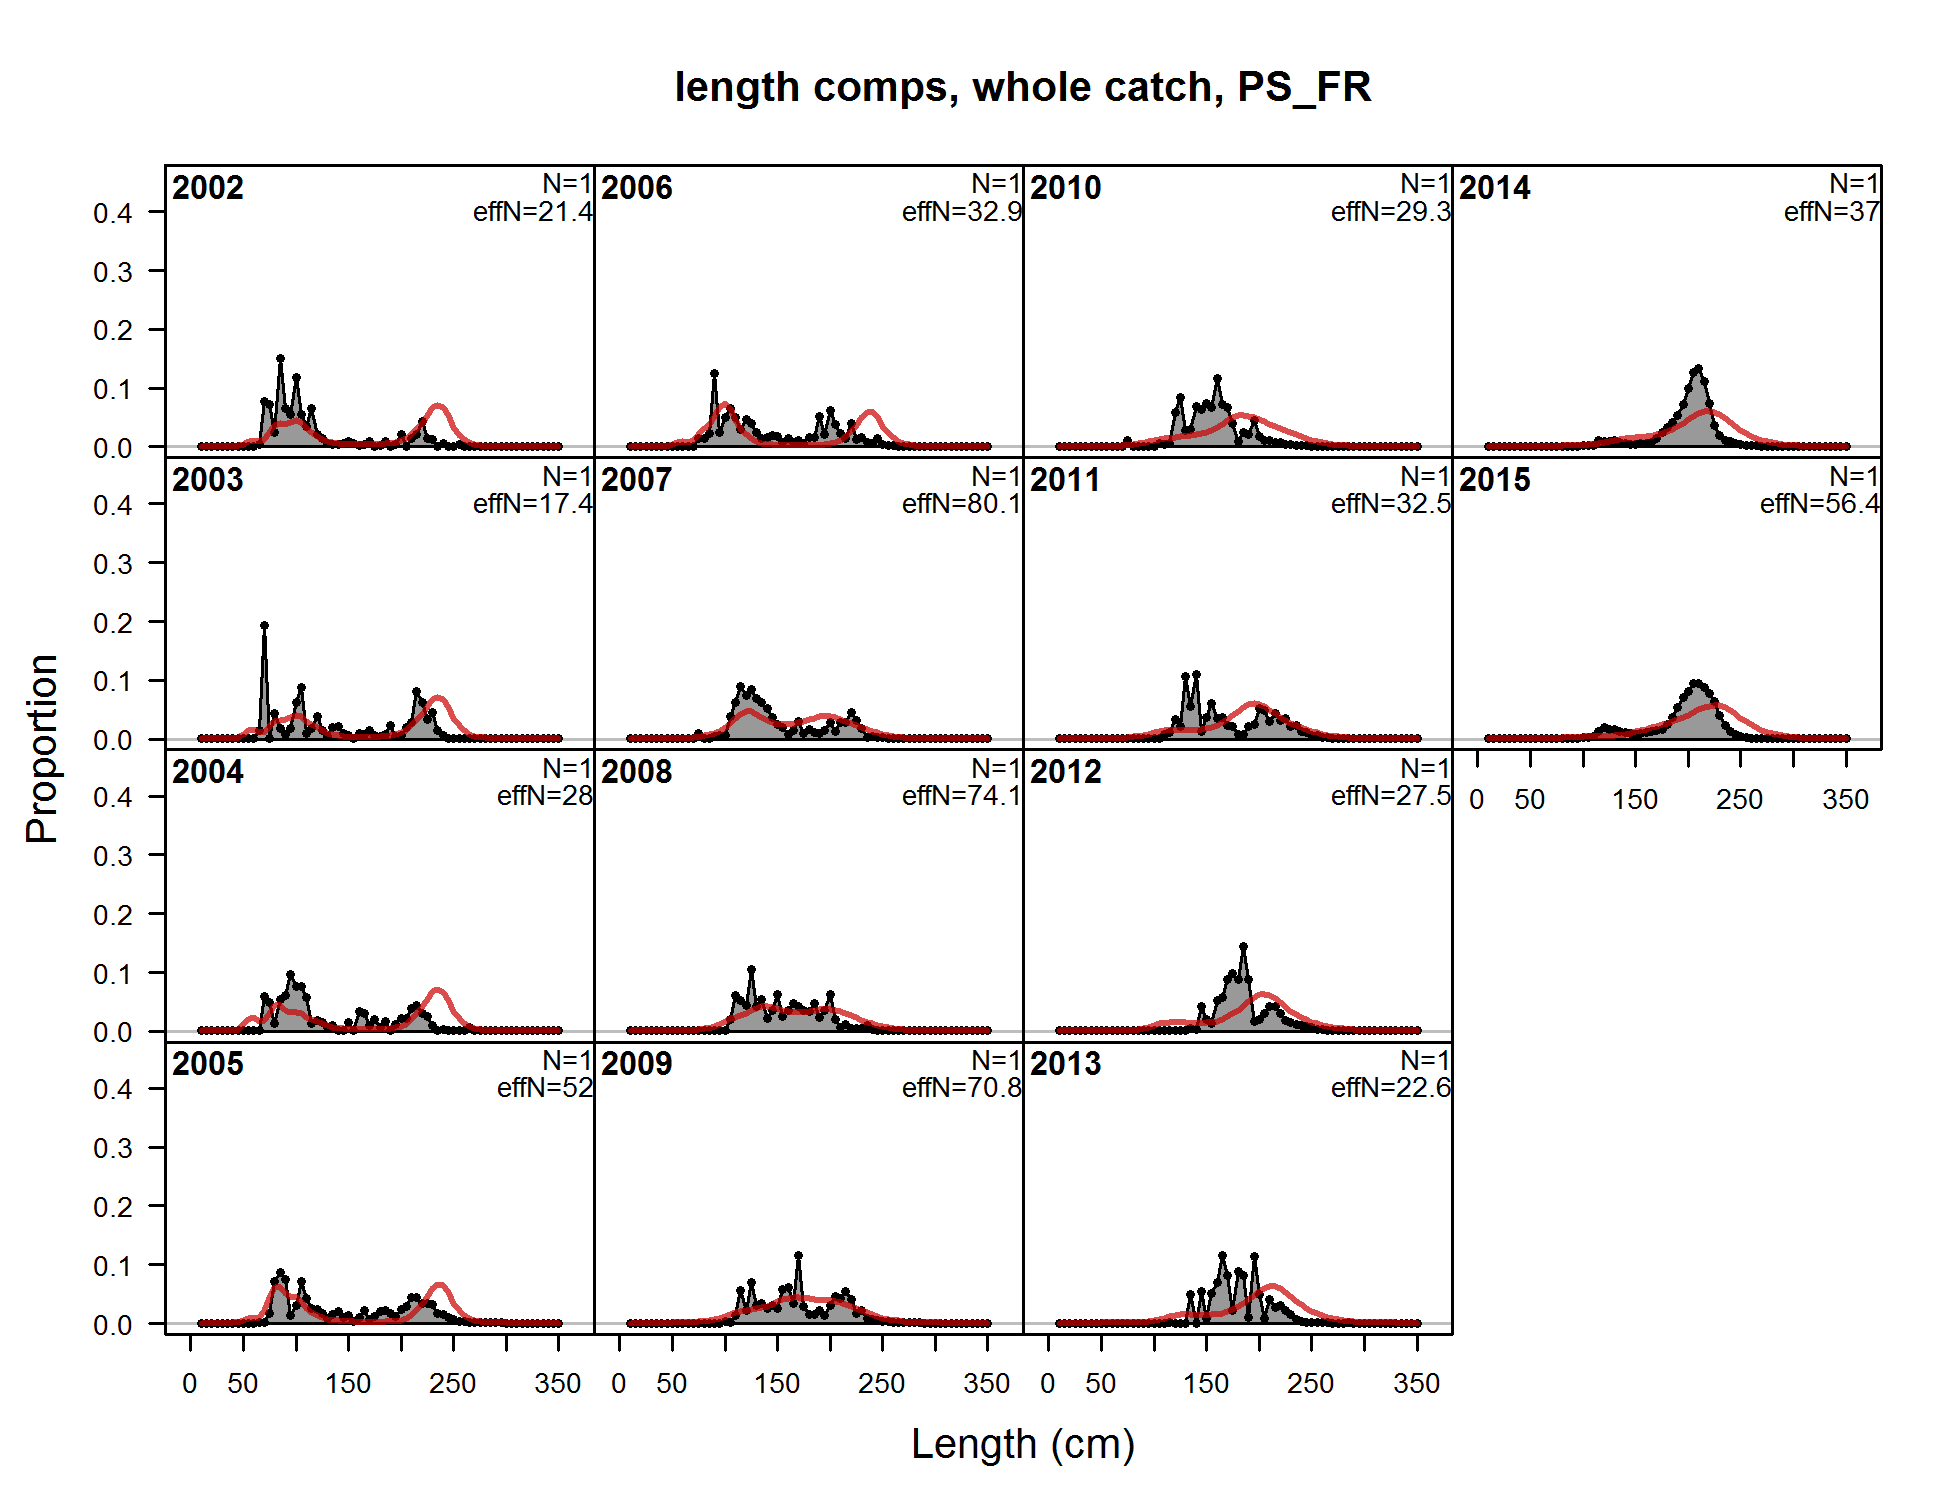 length comps, whole catch, PS_FR
2002 N=1 2006 N=1 2010 N=1 2014 N=1
effN=21.4 effN=32.9 effN=29.3 effN=37
0.4
0.3
0.2
0.1
0.0
2003 N=1 2007 N=1 2011 N=1 2015 N=1
effN=17.4 effN=80.1 effN=32.5 effN=56.4
0.4
0.3
0.2
0.1
0.0
2004 N=1 2008 N=1 2012 N=1
effN=28 effN=74.1 effN=27.5
0 50 150 250 350
0.4
0.3
0.2
0.1
0.0
2005 N=1 2009 N=1 2013 N=1
effN=52 effN=70.8 effN=22.6
0.4
0.3
0.2
0.1
0.0
0 50 150 250 350 0 50 150 250 350 0 50 150 250 350
Proportion
Length (cm)